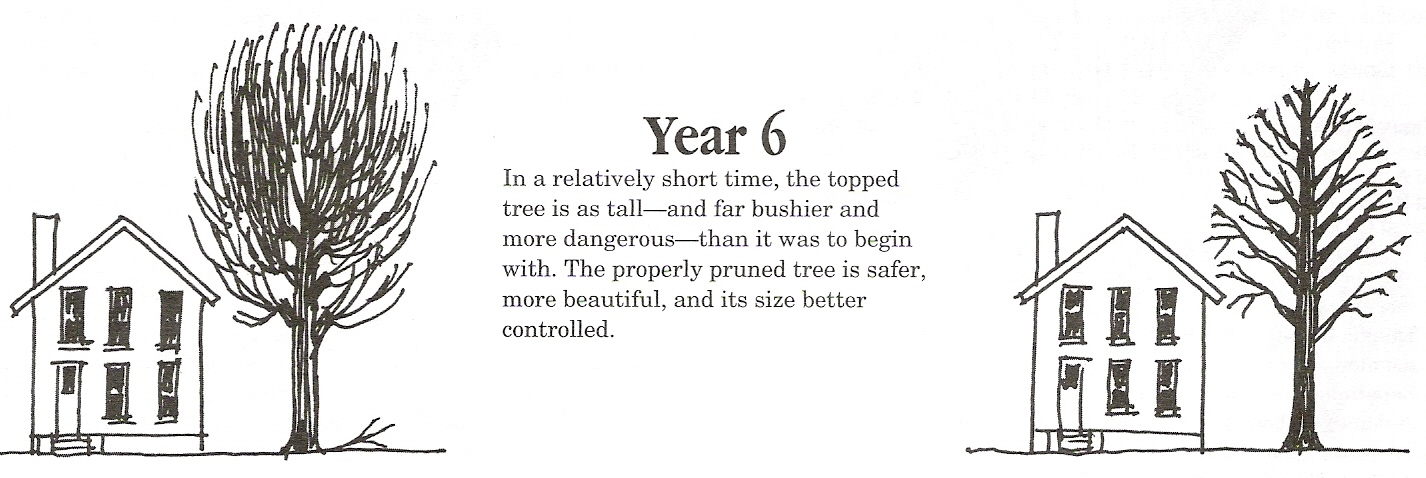 Year 6
In a relatively short time, the topped
tree is as tall—and far bushier and
more dangerous—than it was to begin
with. The properly pruned tree is safer,
more beautiful, and its size better
controlled.